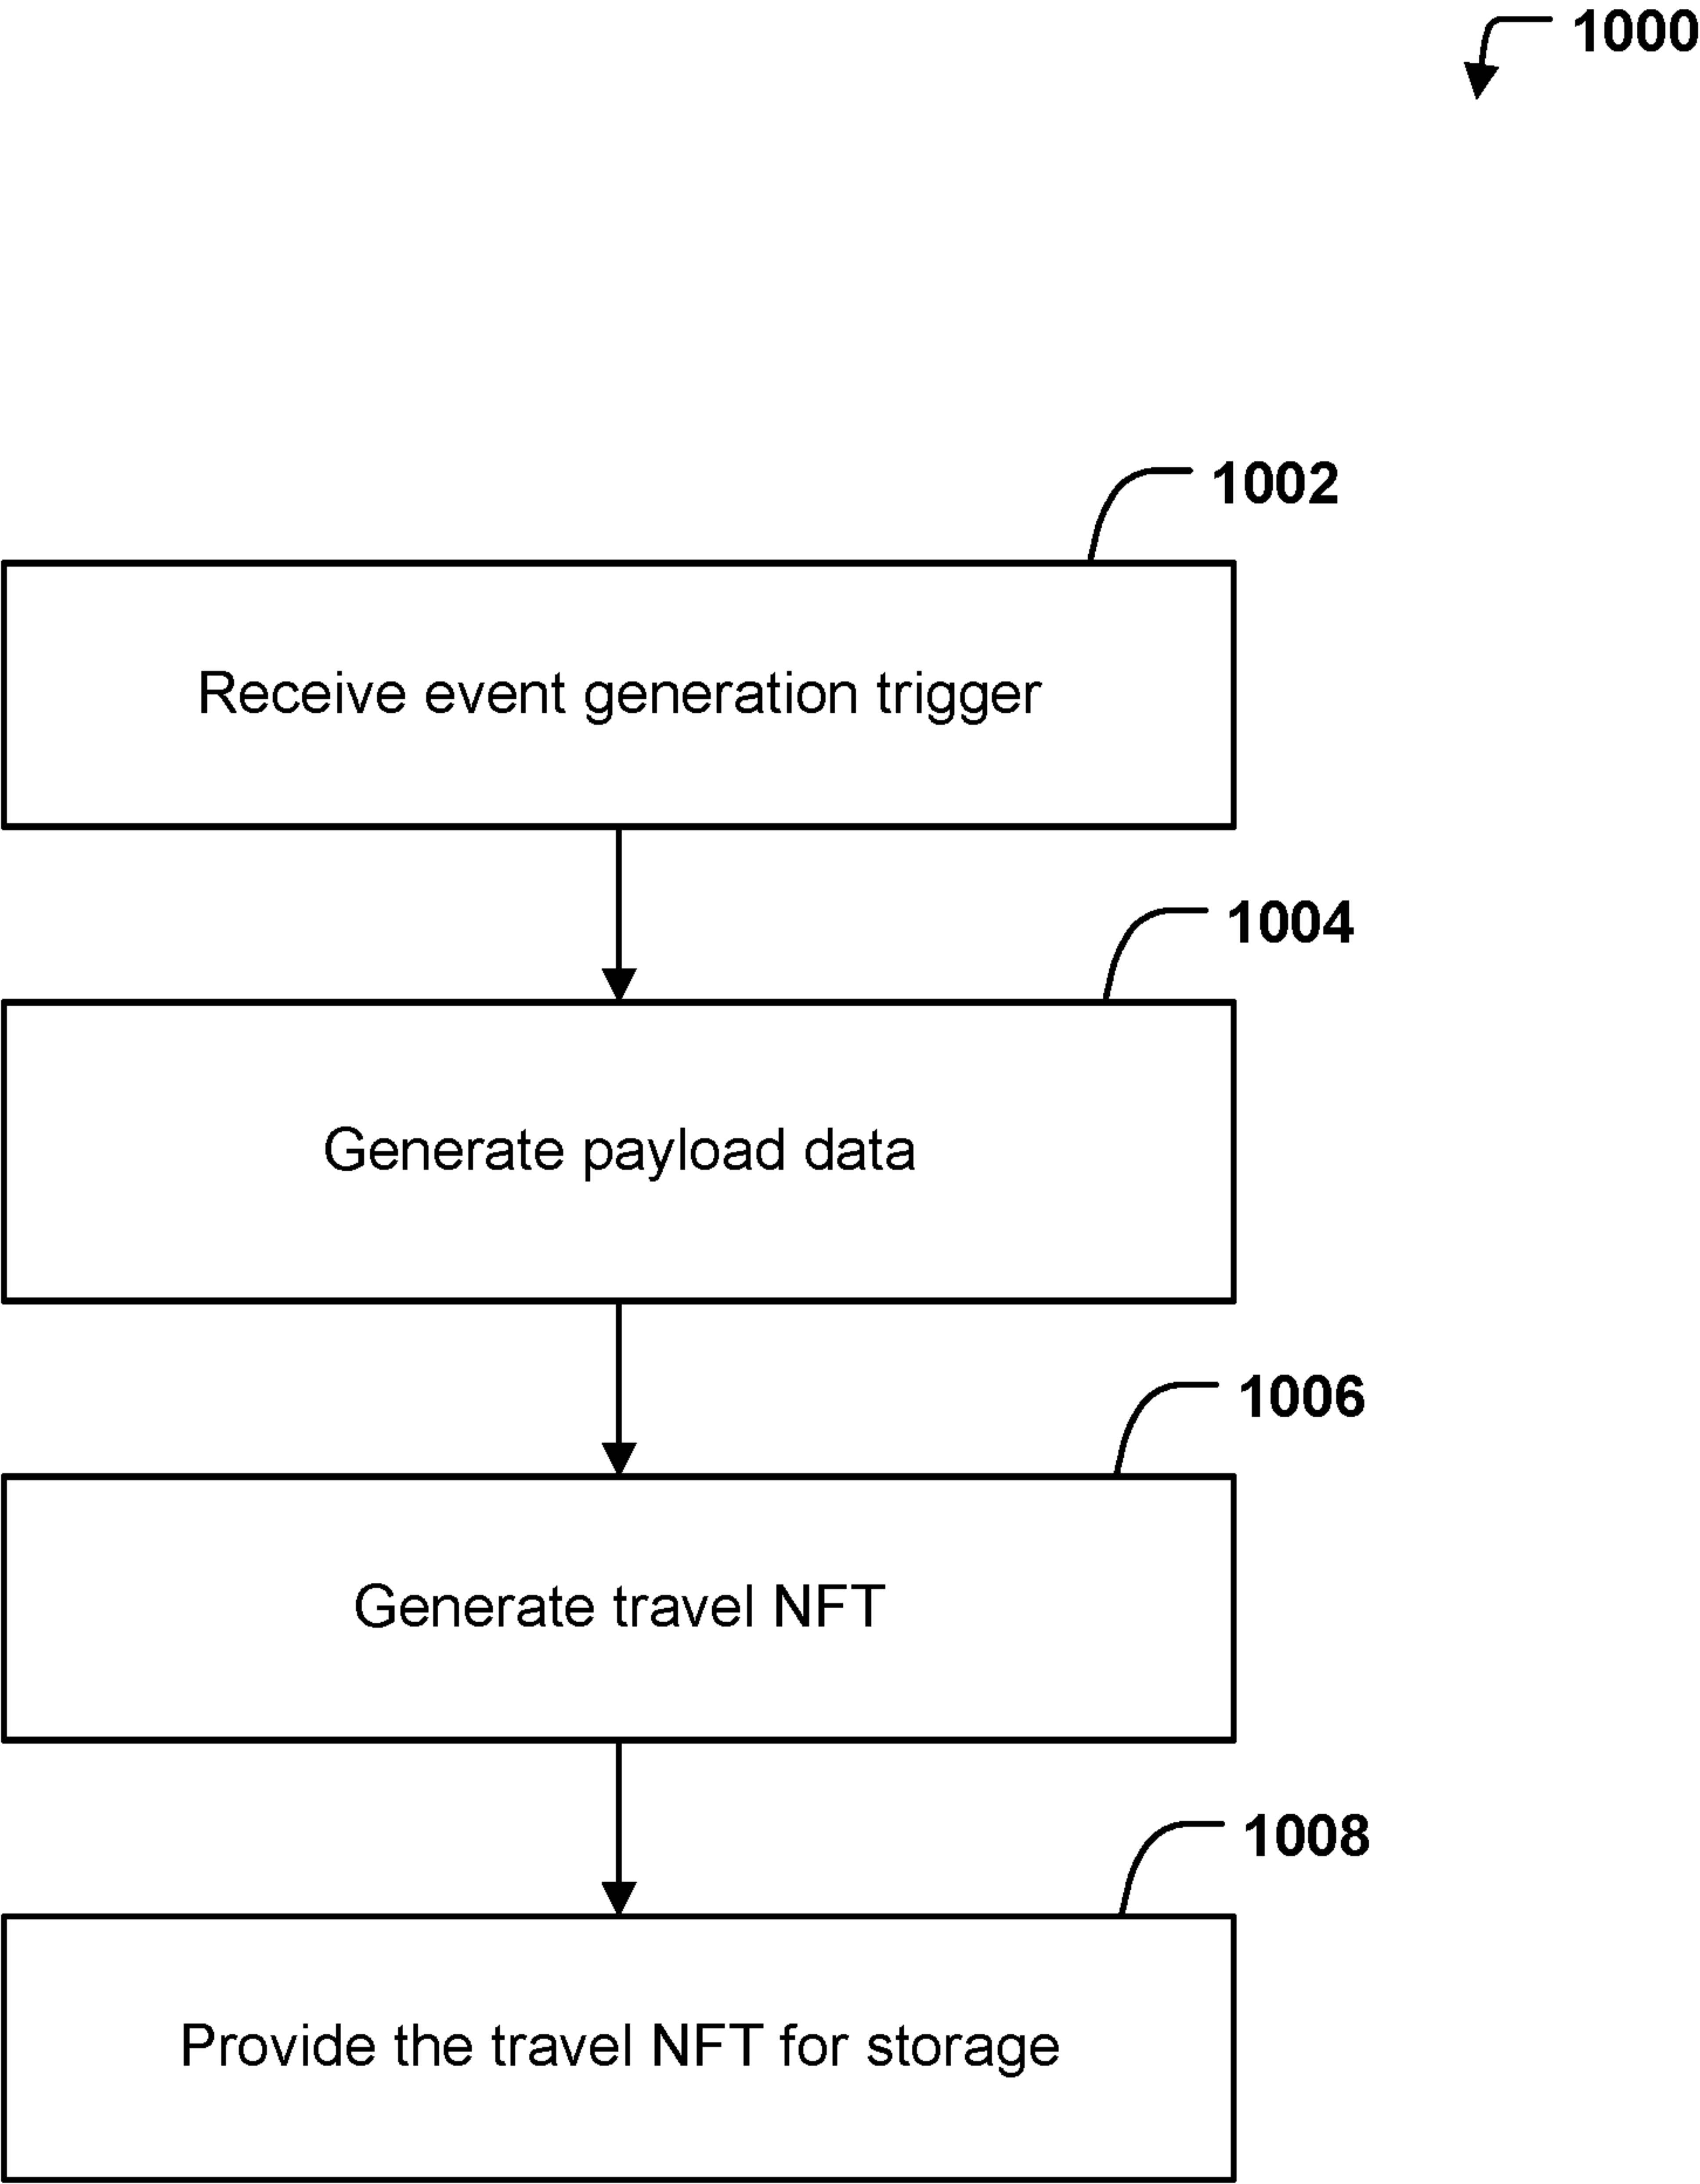 1000
1002
Receive event generation trigger
1004
Generate payload data
1006
Generate travel NFT
1008
Provide the travel NFT for storage